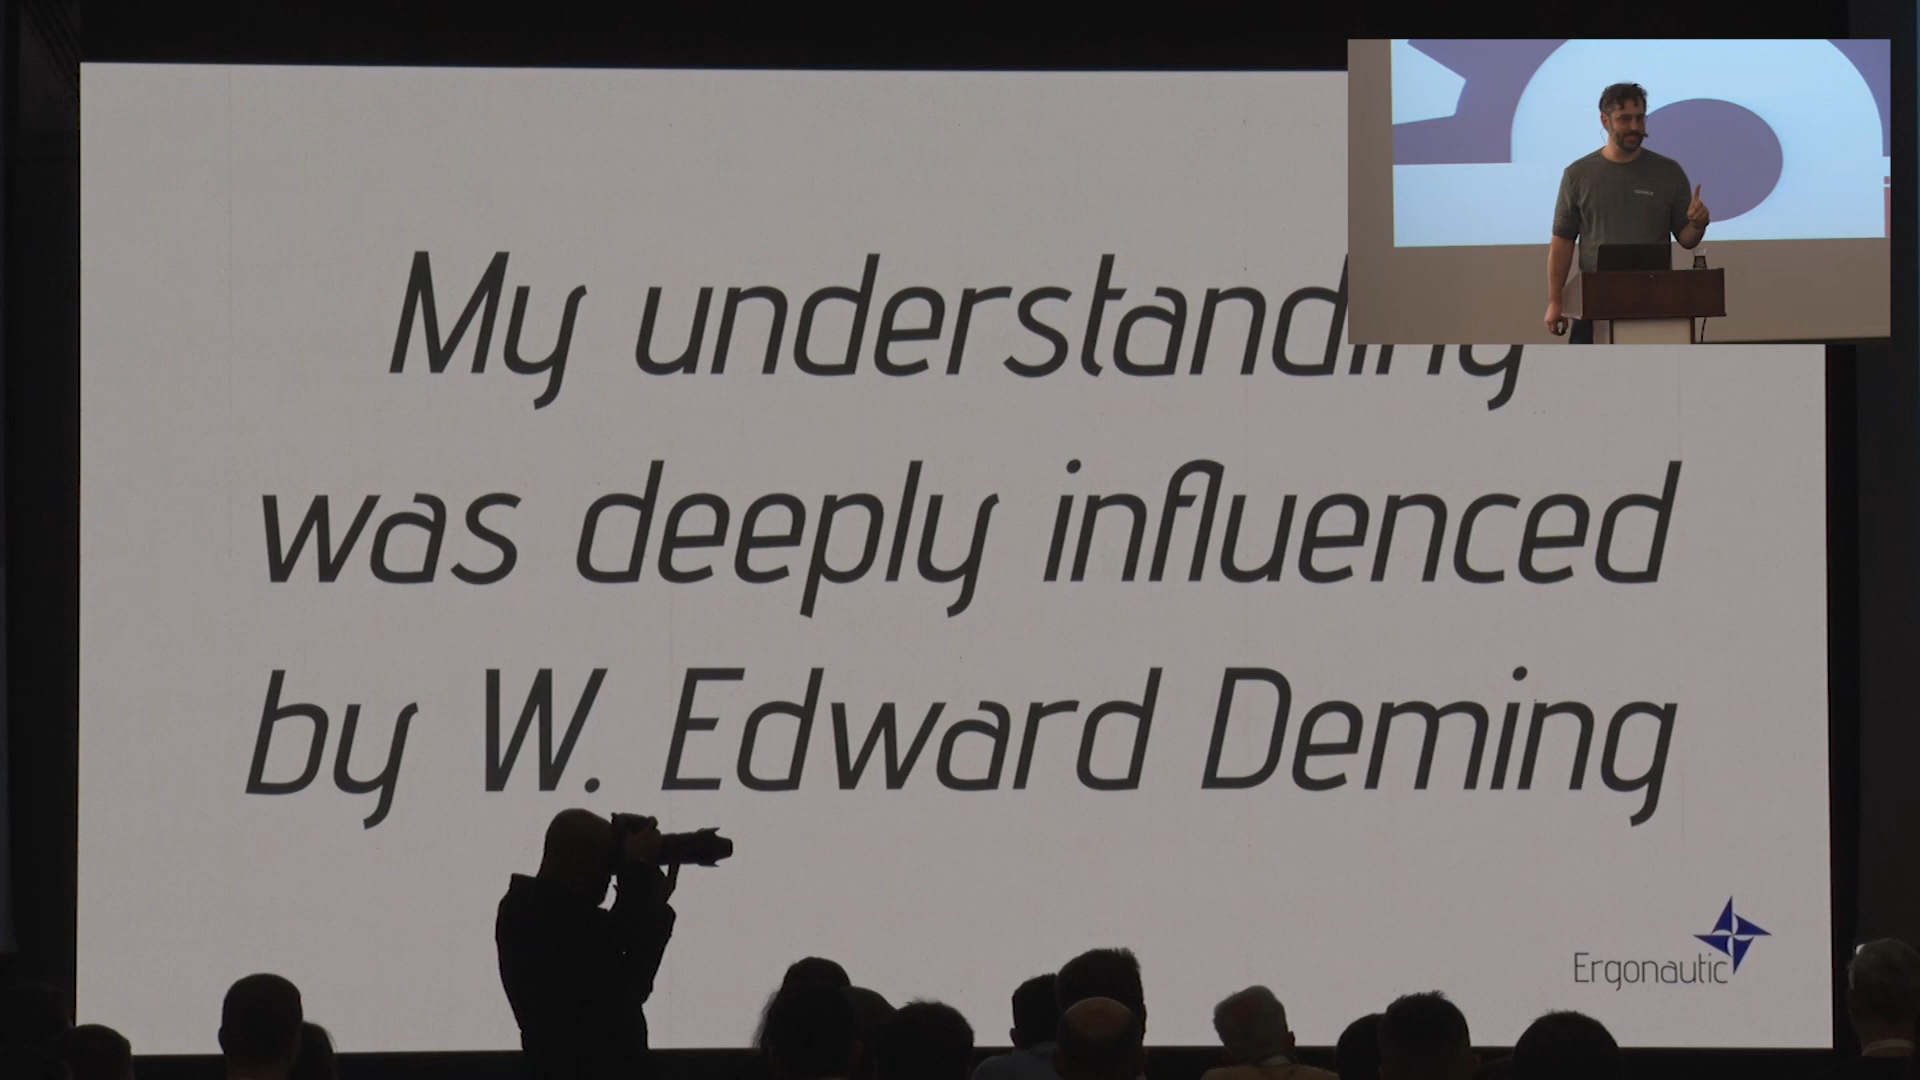 My understanding
was deeply influenced
by W. Edward Deming
Ergonautic